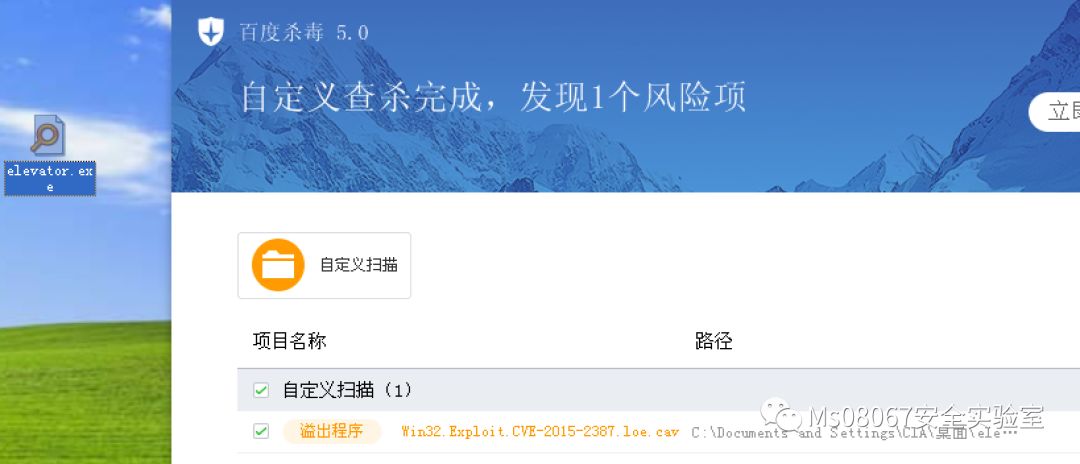 百度杀毒 5.0
自定义查杀完成，发现1个风险项
立即
elevator.ex
e
自定义扫描
项目名称 路径
自定义扫描（1）
溢出程序 Win32.Exploit.CVE-2015-2387.loe.cav C:\Documents and Settings\CIA\桌面\ele...
Ms08067安全实验室